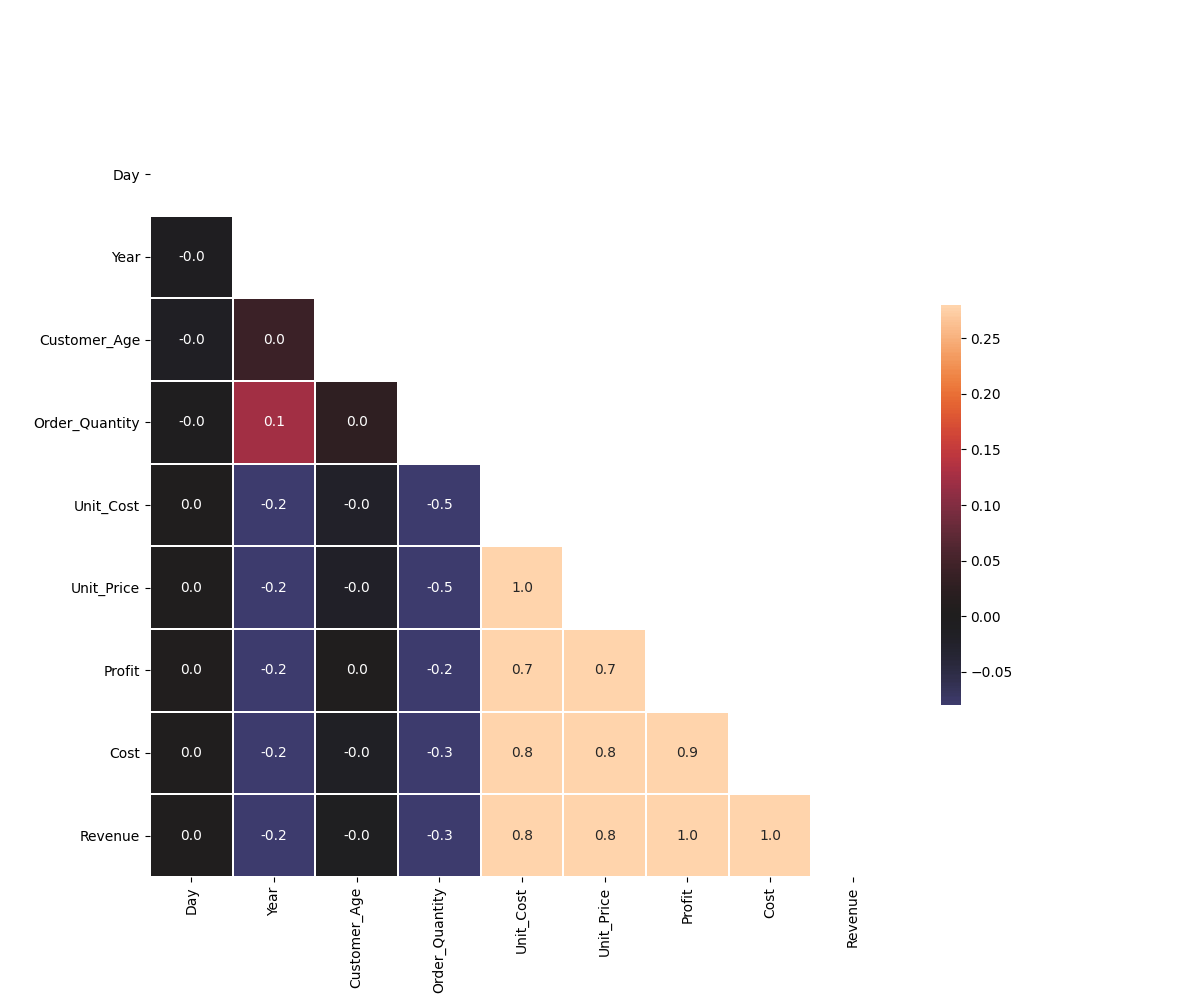 Day
Year -0.0
Customer_Age -0.0 0.0
Order_Quantity -0.0 0.1 0.0
Unit_Cost 0.0 -0.2 -0.0 -0.5
Unit_Price 0.0 -0.2 -0.0 -0.5 1.0
Profit 0.0 -0.2 0.0 -0.2 0.7 0.7
Cost 0.0 -0.2 -0.0 -0.3 0.8 0.8 0.9
Revenue 0.0 -0.2 -0.0 -0.3 0.8 0.8 1.0 1.0
Day Year Customer_Age Order_Quantity Unit_Cost Unit_Price Profit Cost Revenue
0.25
0.20
0.15
0.10
0.05
0.00
−0.05